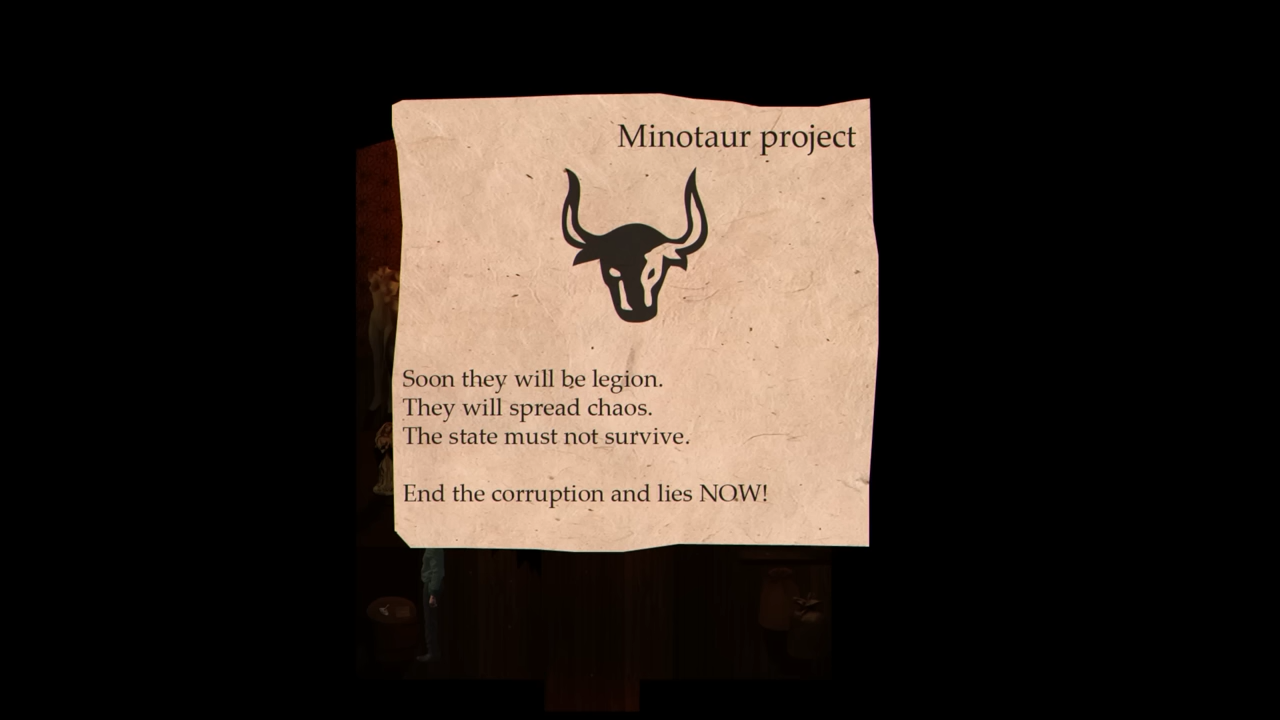 Minotaur project
Soon they will be legion.
They will spread chaos.
The state must not survive.
End the corruption and lies NOW!